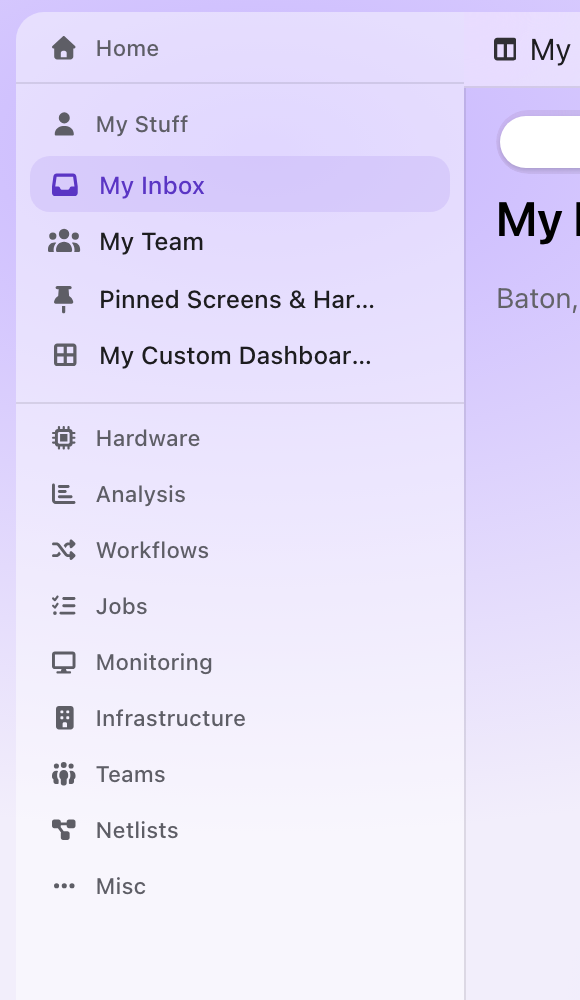 Home
My
My Stuff
My Inbox
My Team
My
Pinned Screens & Har...
Baton,
My Custom Dashboar...
Hardware
Analysis
Workflows
Jobs
Monitoring
Infrastructure
Teams
Netlists
Misc